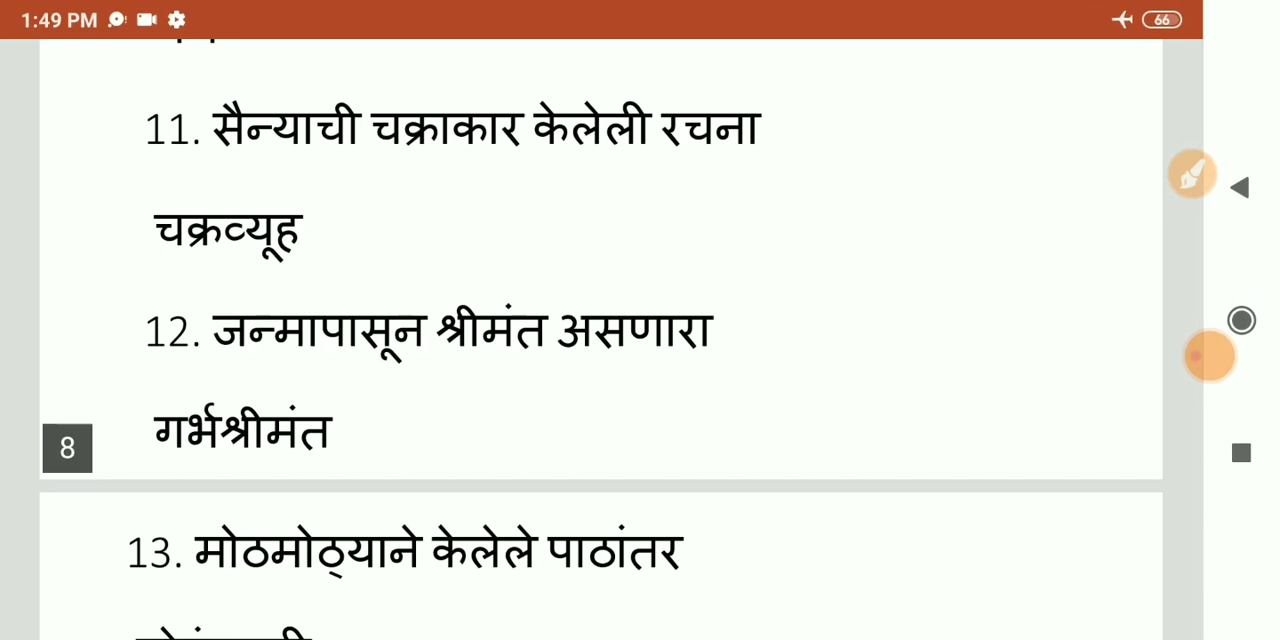 1:49 PM
66
11. सैन्याची चक्राकार केलेली रचना
चक्रव्यूह
12. जन्मापासून श्रीमंत असणारा
गर्भश्रीमंत
8
13. मोठमोठ्याने केलेले पाठांतर